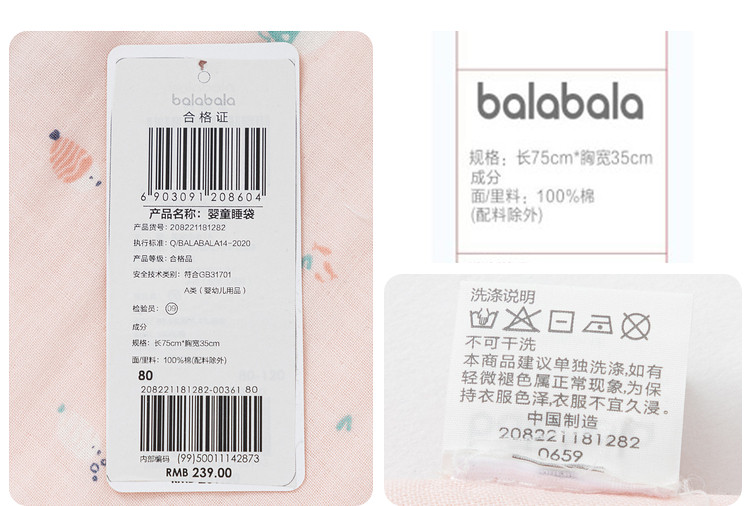 balabala
合格证
6 903091 208604
产品名称：婴童睡袋
产品货号：208221181282
执行标准：Q/BALABALA14-2020
产品等级：合格品
安全技术类别：符合GB31701
A类（婴幼儿用品）
检验员：09
成分
规格：长75cm*胸宽35cm
面/里料：100%棉(配料除外)
80
208221181282-00361 80
内部编码 (99)50011142873
RMB 239.00
balabala
规格：长75cm*胸宽35cm
成分
面/里料：100%棉
(配料除外)
洗涤说明
不可干洗
本商品建议单独洗涤,如有
轻微褪色属正常现象,为保
持衣服色泽,衣服不宜久浸。
中国制造
208221181282
0659